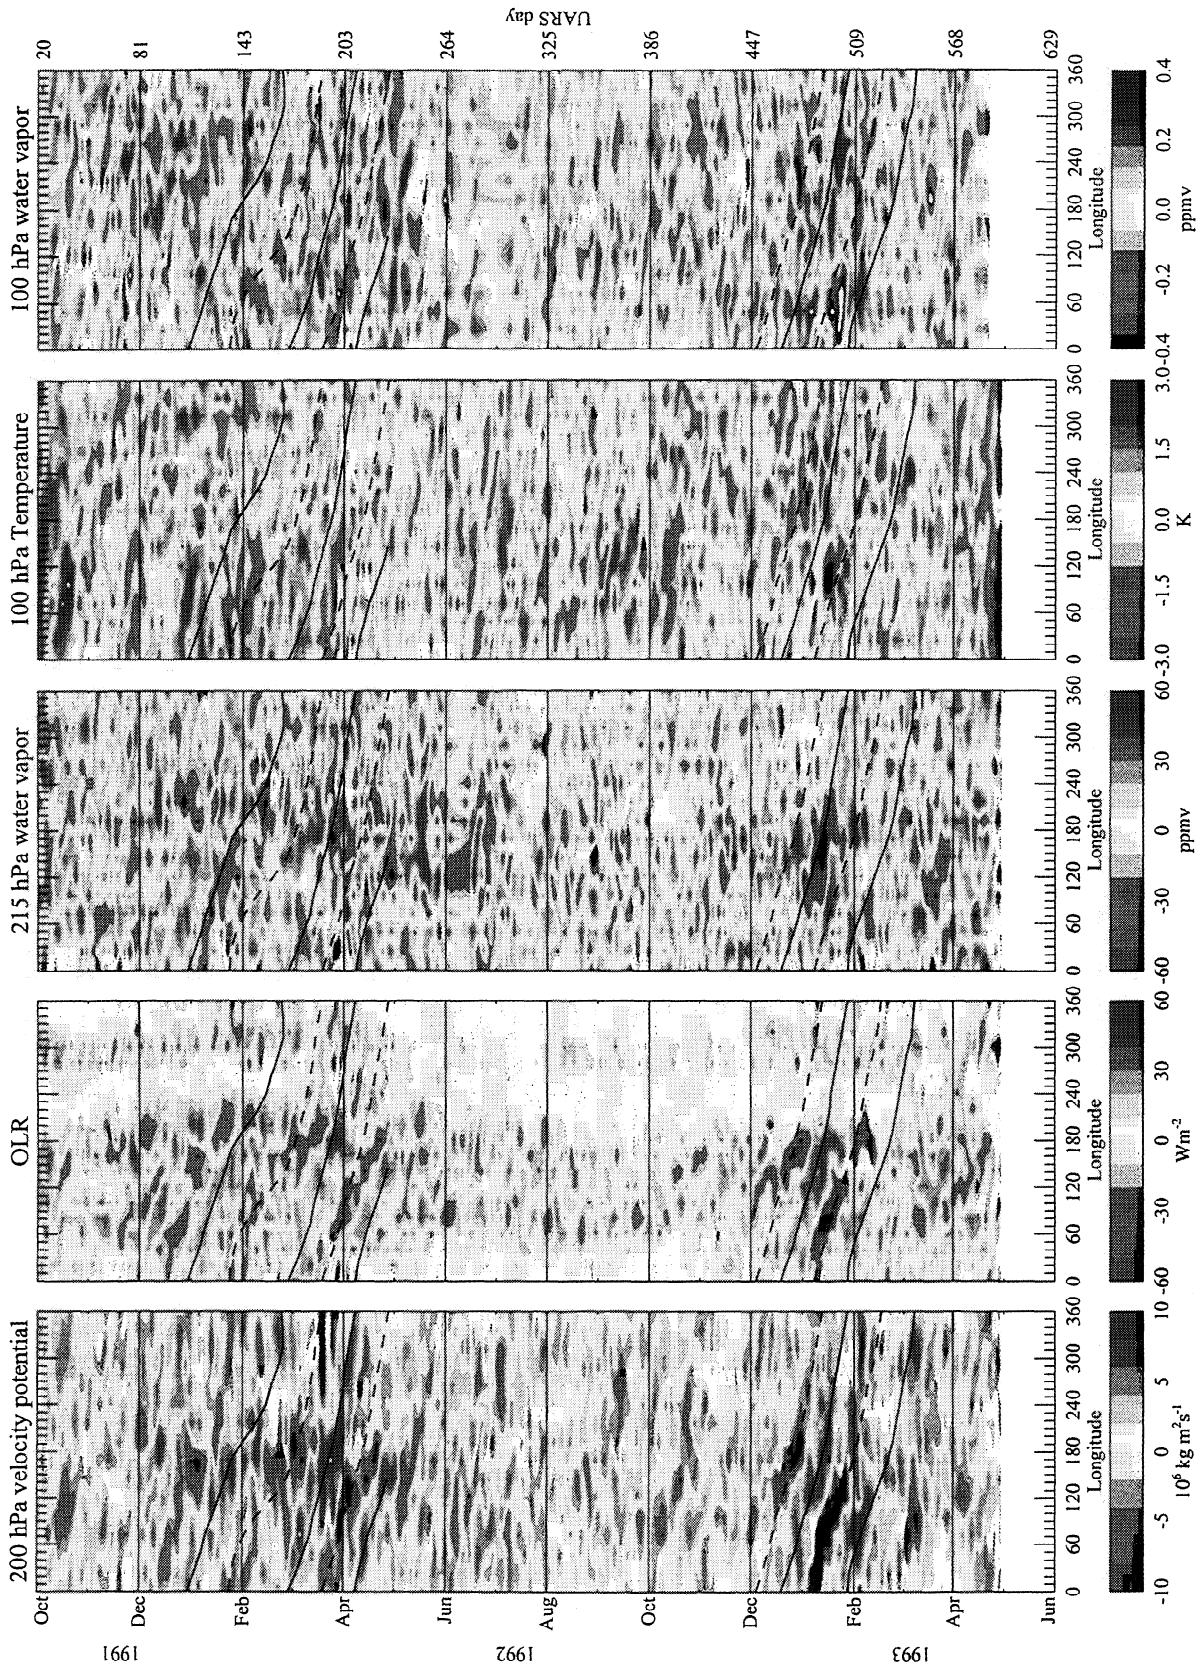 200 hPa velocity potential
OLR
215 hPa water vapor
100 hPa Temperature
100 hPa water vapor
Oct
Dec
Feb
Apr
Jun
Aug
Oct
Dec
Feb
Apr
Jun
1991
1992
1993
20
81
143
203
264
325
386
447
509
568
629
UARS day
0 60 120 180 240 300 360
Longitude
0 60 120 180 240 300 360
Longitude
0 60 120 180 240 300 360
Longitude
0 60 120 180 240 300 360
Longitude
0 60 120 180 240 300 360
Longitude
-10 -5 0 5 10
10⁶ kg m²s⁻¹
-60 -30 0 30 60
Wm⁻²
-60 -30 0 30 60
ppmv
-3.0 -1.5 0.0 1.5 3.0
K
-0.4 -0.2 0.0 0.2 0.4
ppmv